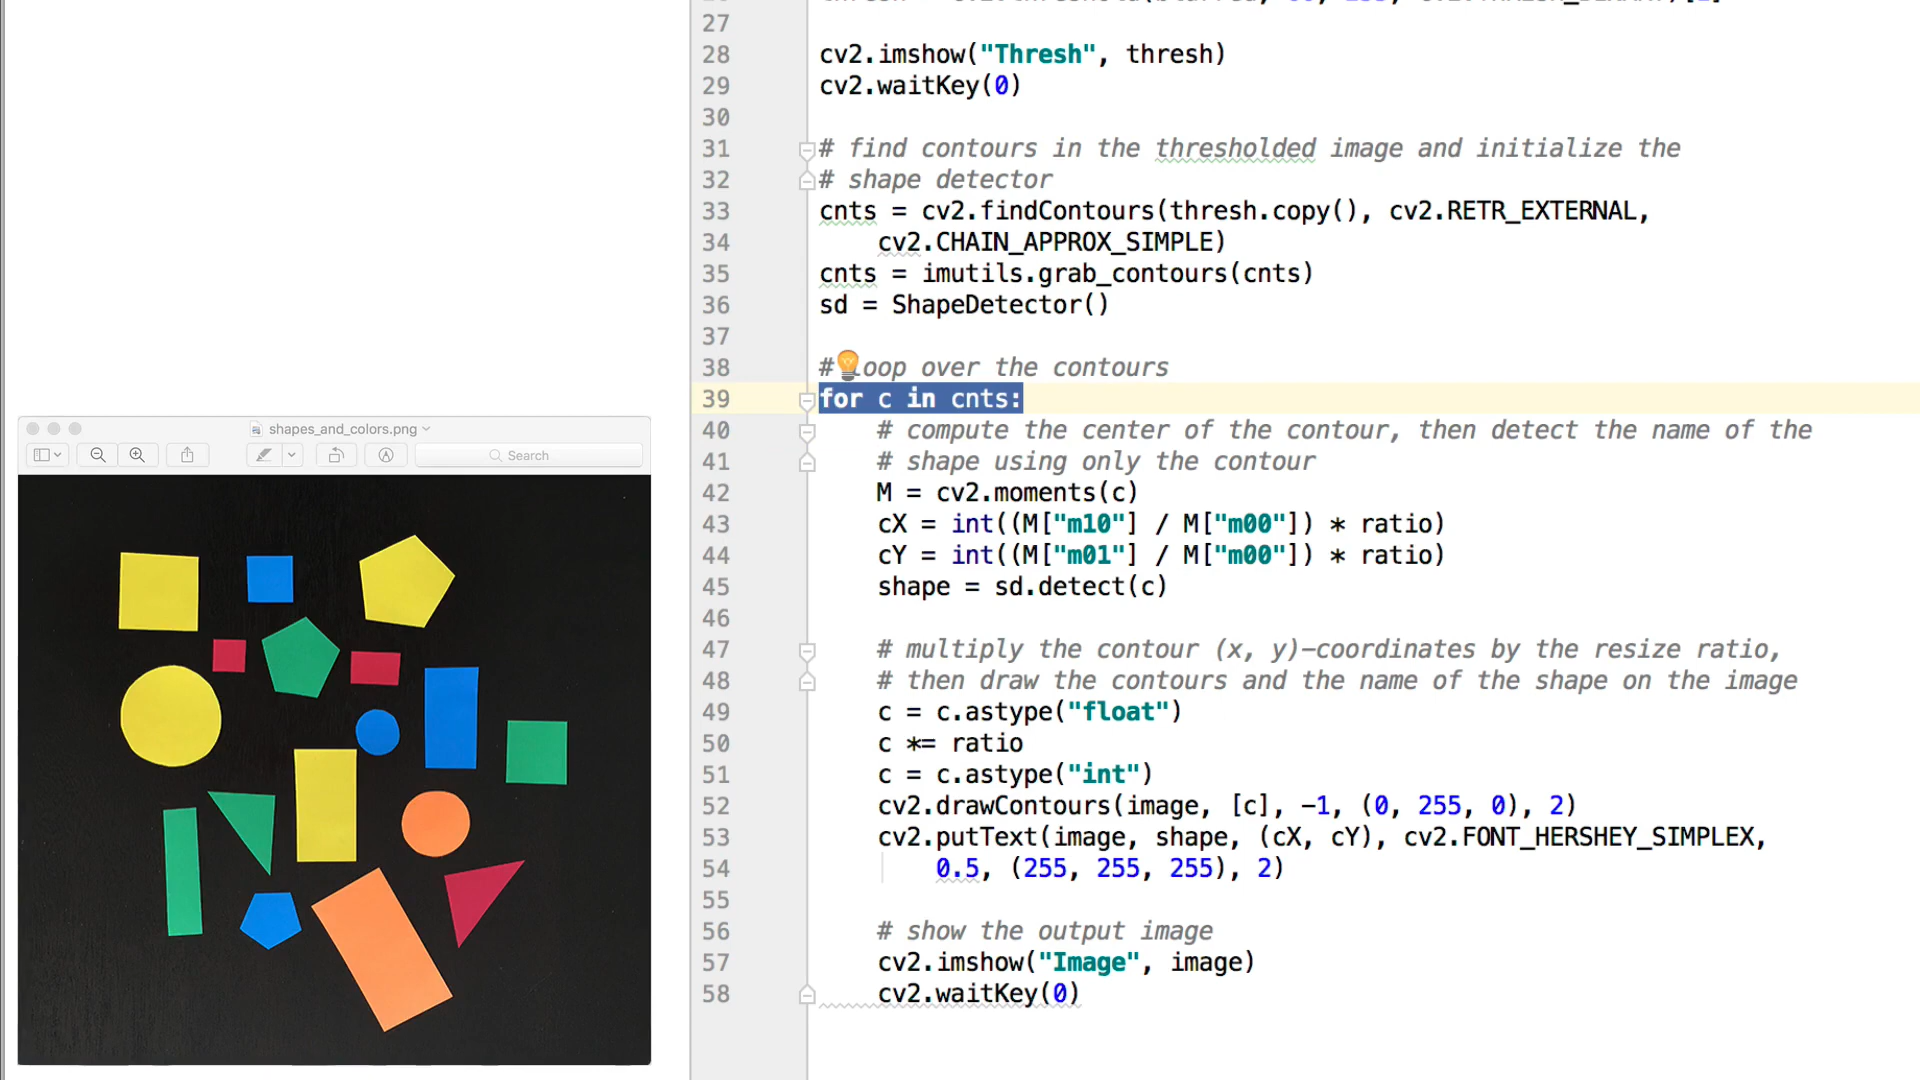 27
28 cv2.imshow("Thresh", thresh)
29 cv2.waitKey(0)
30
31 # find contours in the thresholded image and initialize the
32 # shape detector
33 cnts = cv2.findContours(thresh.copy(), cv2.RETR_EXTERNAL,
34 cv2.CHAIN_APPROX_SIMPLE)
35 cnts = imutils.grab_contours(cnts)
36 sd = ShapeDetector()
37
38 # loop over the contours
39 for c in cnts:
40 # compute the center of the contour, then detect the name of the
41 # shape using only the contour
42 M = cv2.moments(c)
43 cX = int((M["m10"] / M["m00"]) * ratio)
44 cY = int((M["m01"] / M["m00"]) * ratio)
45 shape = sd.detect(c)
46
47 # multiply the contour (x, y)-coordinates by the resize ratio,
48 # then draw the contours and the name of the shape on the image
49 c = c.astype("float")
50 c *= ratio
51 c = c.astype("int")
52 cv2.drawContours(image, [c], -1, (0, 255, 0), 2)
53 cv2.putText(image, shape, (cX, cY), cv2.FONT_HERSHEY_SIMPLEX,
54 0.5, (255, 255, 255), 2)
55
56 # show the output image
57 cv2.imshow("Image", image)
58 cv2.waitKey(0)
shapes_and_colors.png
Search